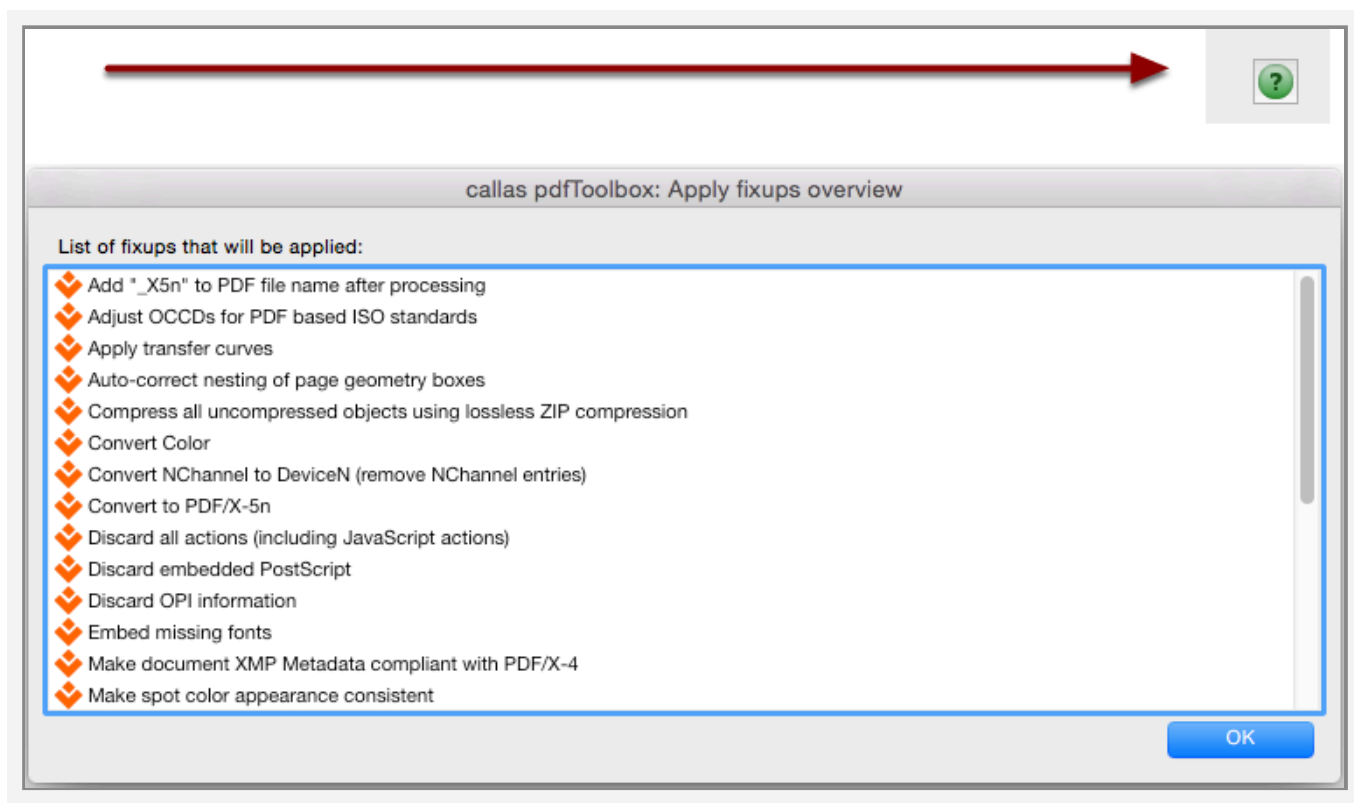 ?
callas pdfToolbox: Apply fixups overview
List of fixups that will be applied:
Add "_X5n" to PDF file name after processing
Adjust OCCDs for PDF based ISO standards
Apply transfer curves
Auto-correct nesting of page geometry boxes
Compress all uncompressed objects using lossless ZIP compression
Convert Color
Convert NChannel to DeviceN (remove NChannel entries)
Convert to PDF/X-5n
Discard all actions (including JavaScript actions)
Discard embedded PostScript
Discard OPI information
Embed missing fonts
Make document XMP Metadata compliant with PDF/X-4
Make spot color appearance consistent
OK